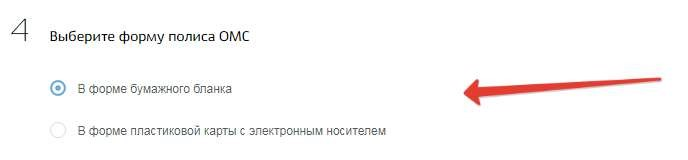 4 Выберите форму полиса ОМС
В форме бумажного бланка
В форме пластиковой карты с электронным носителем